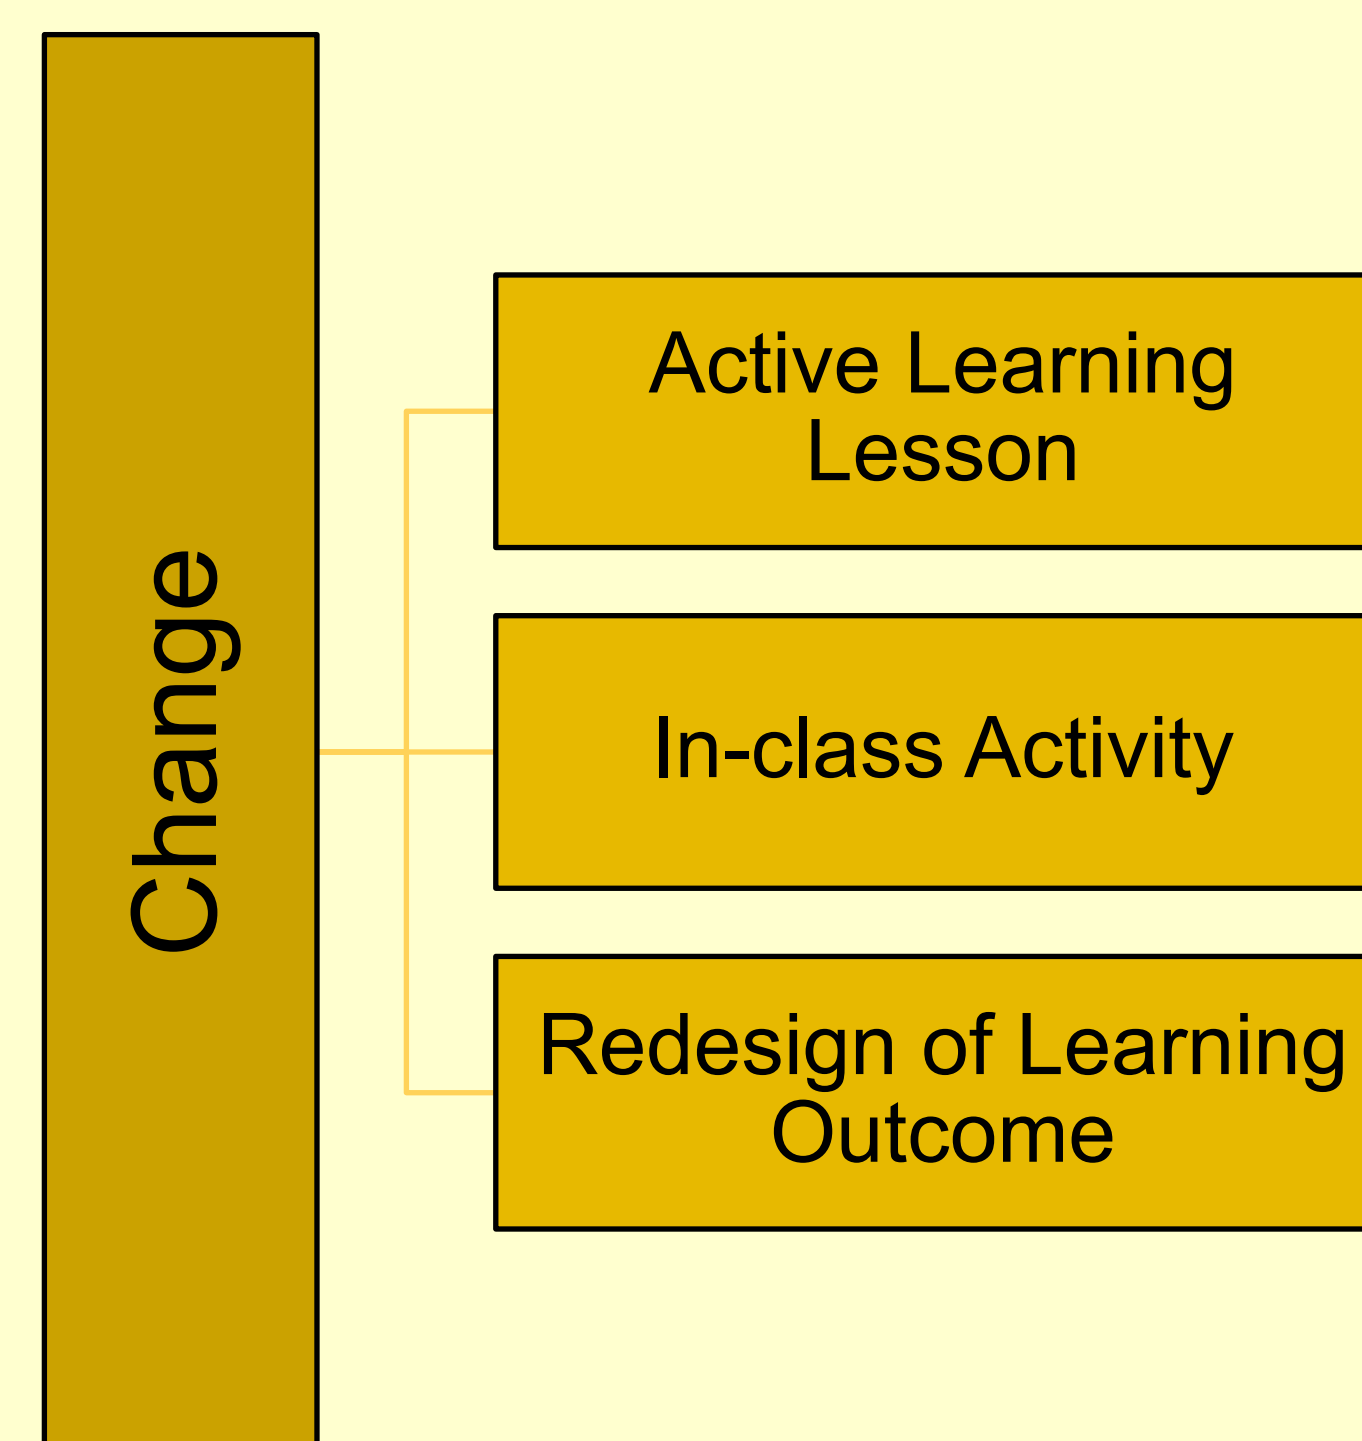 Change
Active Learning
Lesson
In-class Activity
Redesign of Learning
Outcome